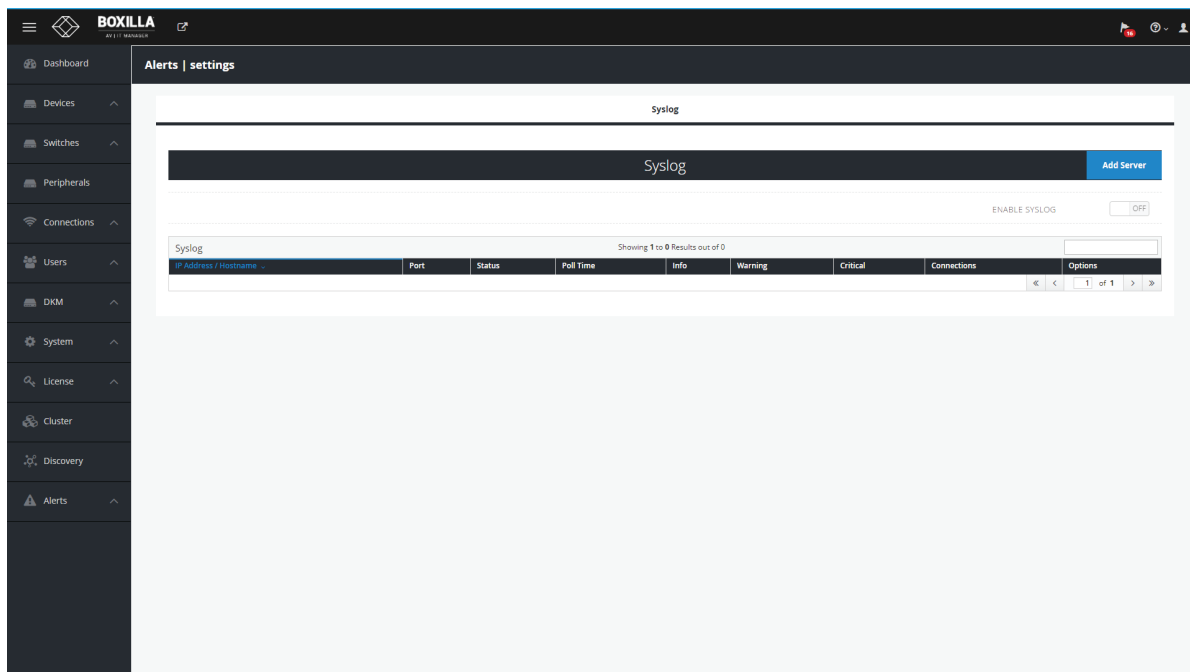 BOXILLA
AV | IT MANAGER
16
Dashboard
Alerts | settings
Devices
Syslog
Switches
Syslog
Add Server
Peripherals
ENABLE SYSLOG
OFF
Connections
Syslog
Showing 1 to 0 Results out of 0
Users
IP Address / Hostname Port Status Poll Time Info Warning Critical Connections Options
1 of 1
DKM
System
License
Cluster
Discovery
Alerts